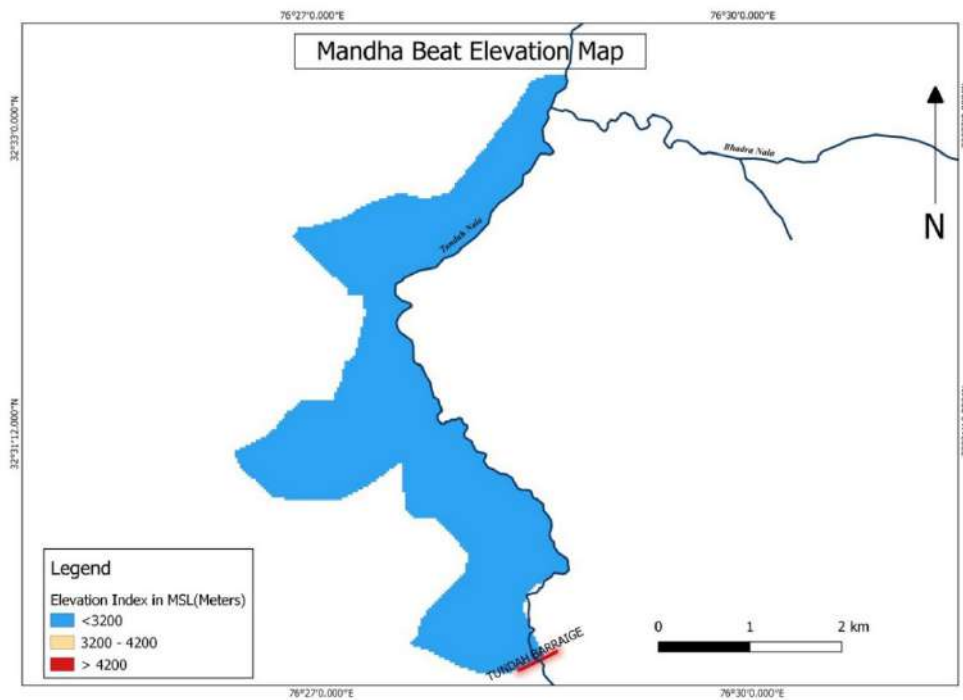 76°27'0.000"E
76°30'0.000"E
Mandha Beat Elevation Map
32°33'0.000"N
Bhadra Nala
Tundah Nala
N
32°31'12.000"N
Legend
Elevation Index in MSL(Meters)
<3200
3200 - 4200
> 4200
TUNDAH BARRAIGE
0 1 2 km
76°27'0.000"E
76°30'0.000"E